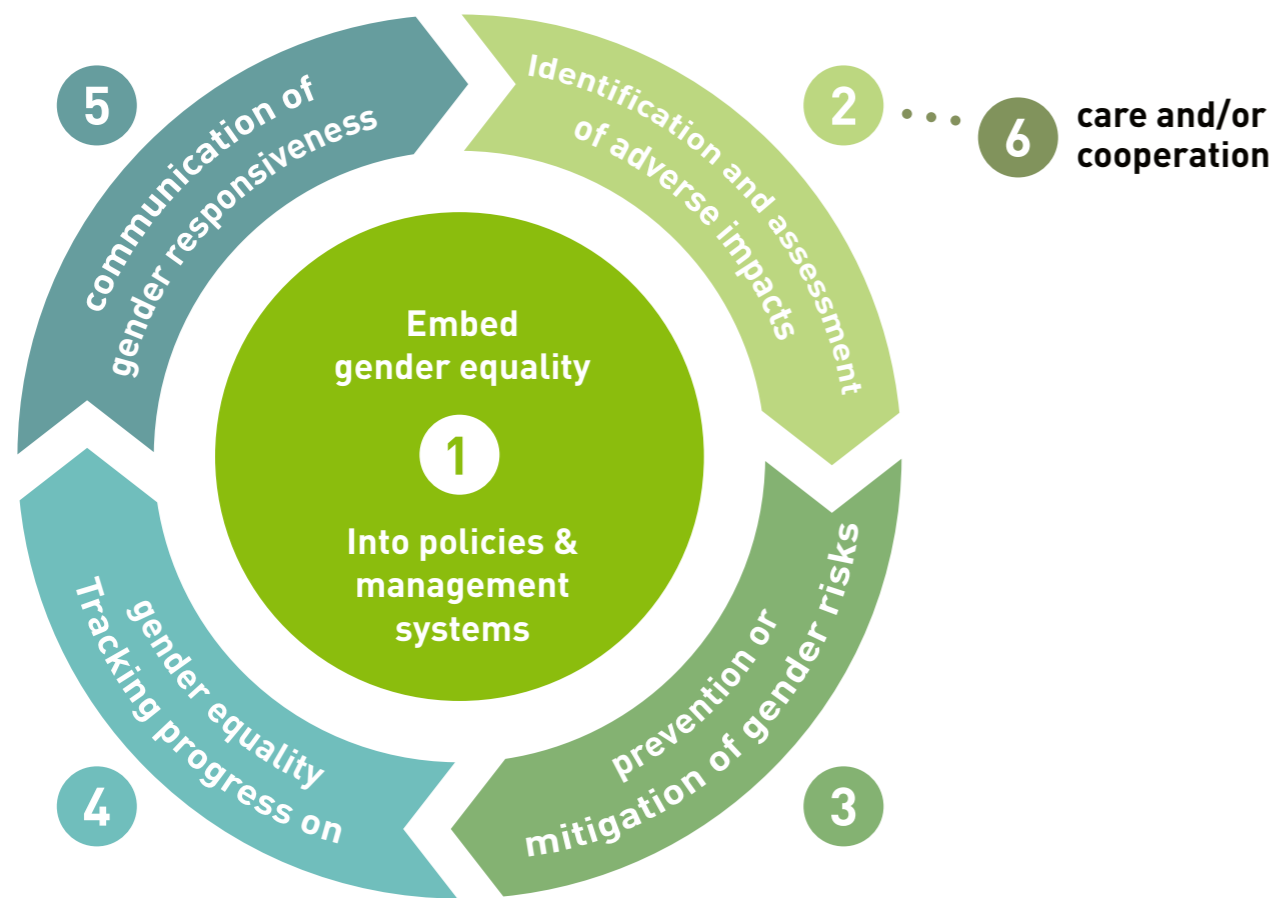 Embed
gender equality
1
Into policies &
management
systems
2
Identification and assessment
of adverse impacts
6
care and/or
cooperation
3
prevention or
mitigation of gender risks
4
gender equality
Tracking progress on
5
communication of
gender responsiveness